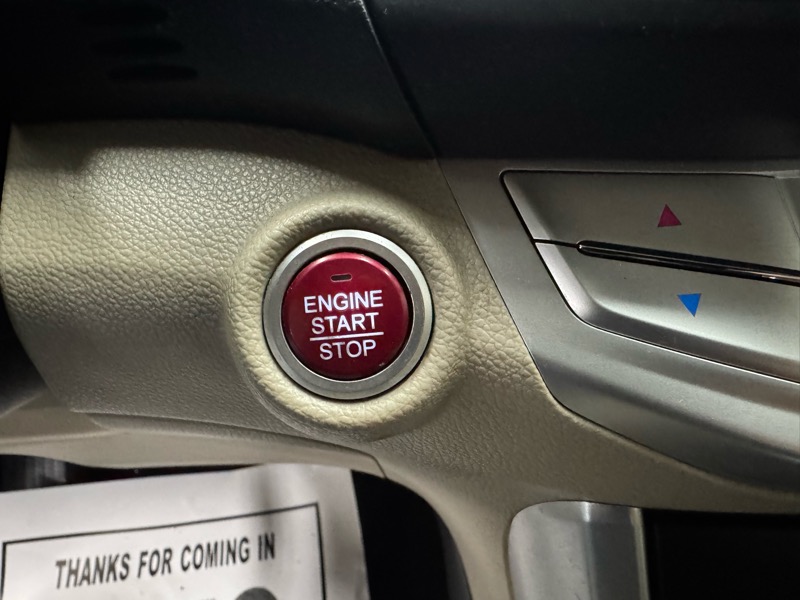 ENGINE
START
STOP
THANKS FOR COMING IN